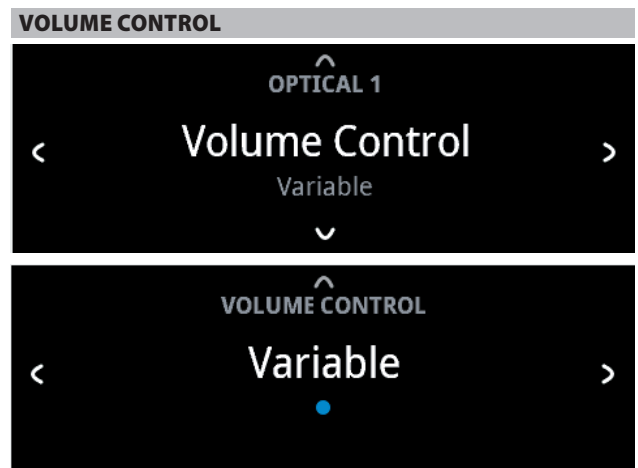 VOLUME CONTROL
OPTICAL 1
Volume Control
Variable
VOLUME CONTROL
Variable